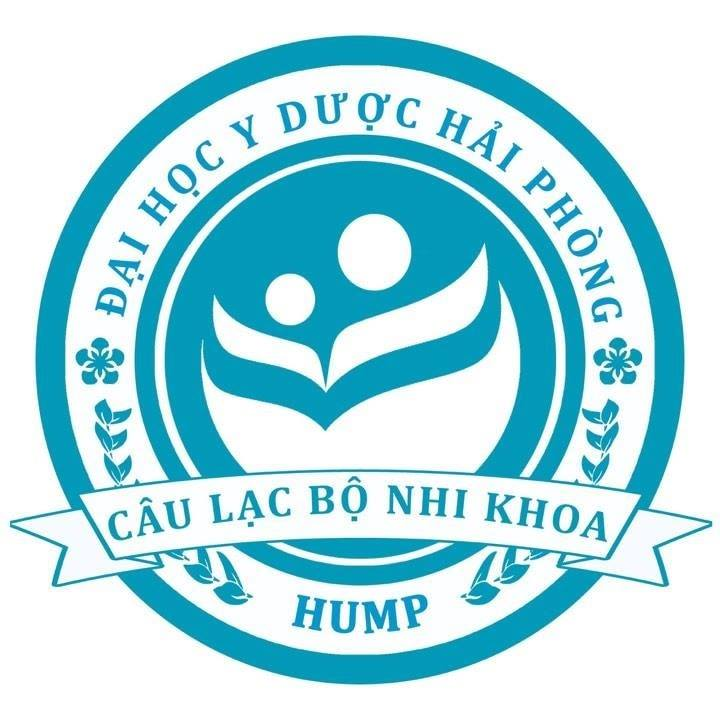 ĐẠI HỌC Y DƯỢC HẢI PHÒNG
CÂU LẠC BỘ NHI KHOA
HUMP